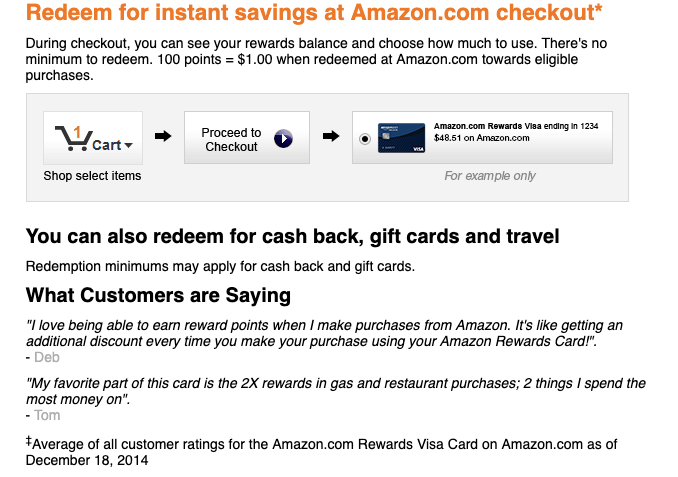 Redeem for instant savings at Amazon.com checkout*
During checkout, you can see your rewards balance and choose how much to use. There's no
minimum to redeem. 100 points = $1.00 when redeemed at Amazon.com towards eligible
purchases.
1
Cart
Proceed to
Checkout
Amazon.com Rewards Visa ending in 1234
$48.51 on Amazon.com
VISA
Shop select items
For example only
You can also redeem for cash back, gift cards and travel
Redemption minimums may apply for cash back and gift cards.
What Customers are Saying
"I love being able to earn reward points when I make purchases from Amazon. It's like getting an
additional discount every time you make your purchase using your Amazon Rewards Card!".
- Deb
"My favorite part of this card is the 2X rewards in gas and restaurant purchases; 2 things I spend the
most money on".
- Tom
‡Average of all customer ratings for the Amazon.com Rewards Visa Card on Amazon.com as of
December 18, 2014